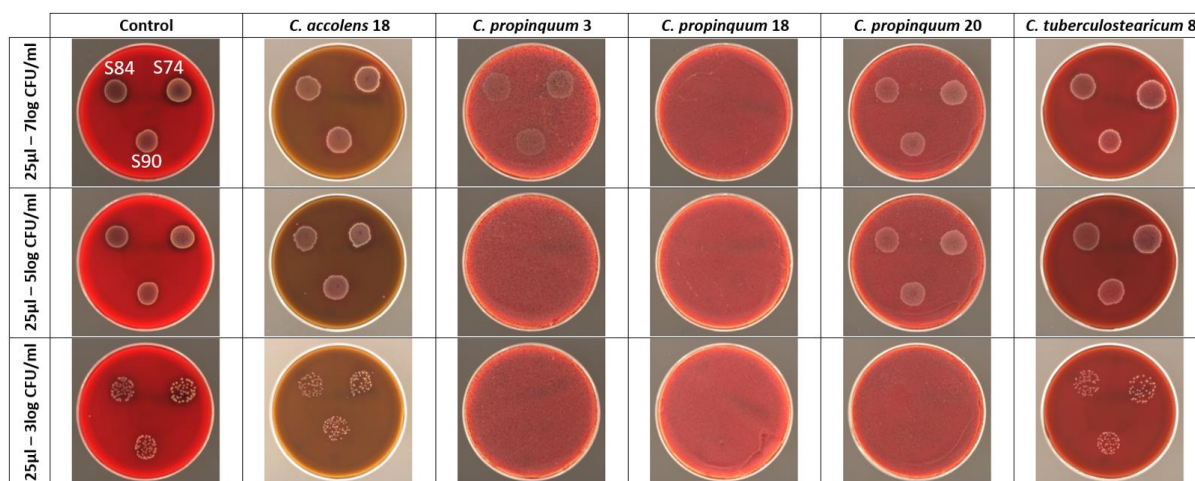 Control
C. accolens 18
C. propinquum 3
C. propinquum 18
C. propinquum 20
C. tuberculostearicum 8
25µl – 7log CFU/ml
S84
S74
S90
25µl – 5log CFU/ml
25µl – 3log CFU/ml